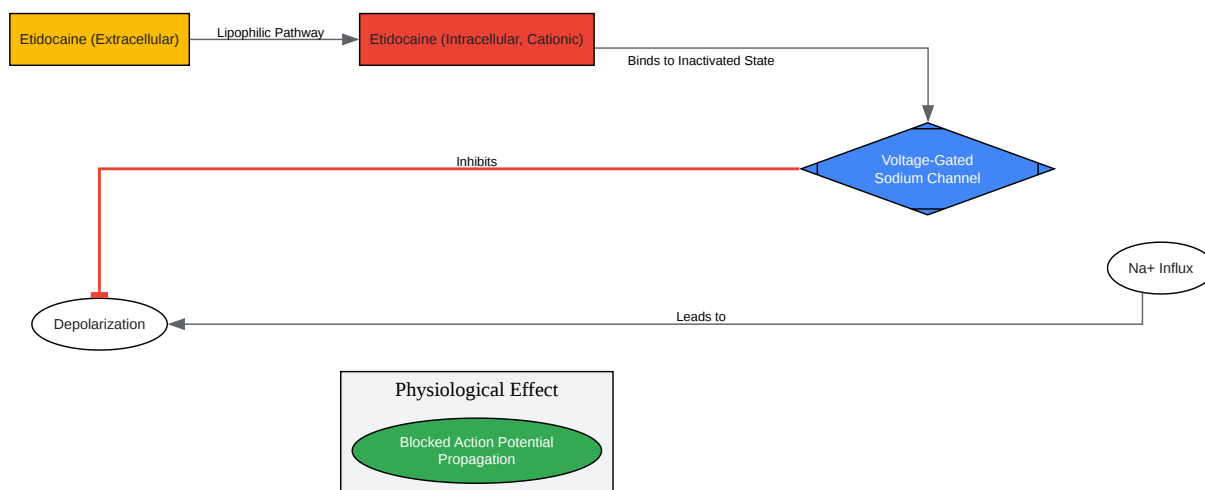 Etidocaine (Extracellular)
Lipophilic Pathway
Etidocaine (Intracellular, Cationic)
Binds to Inactivated State
Voltage-Gated
Sodium Channel
Inhibits
Na+ Influx
Depolarization
Leads to
Physiological Effect
Blocked Action Potential
Propagation